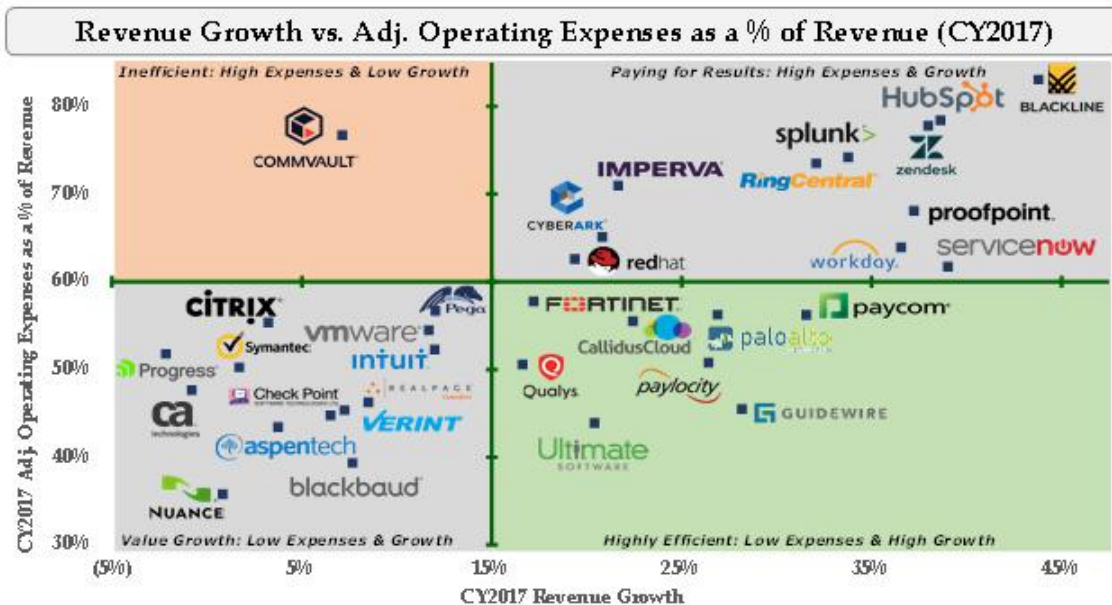 Revenue Growth vs. Adj. Operating Expenses as a % of Revenue (CY2017)
Inefficient: High Expenses & Low Growth
Paying for Results: High Expenses & Growth
CY2017 Adj. Operating Expenses as a % of Revenue
80%
70%
60%
50%
40%
30%
COMMVAULT
HubSpot
BLACKLINE
splunk>
zendesk
IMPERVA
RingCentral
CYBERARK
proofpoint.
redhat
workday.
servicenow
CITRIX
Pega
vmware
Symantec
intuit
Progress
Check Point
SOFTWARE TECHNOLOGIES LTD.
REALPAGE
ca
technologies
VERINT
aspentech
blackbaud
NUANCE
FORTINET
paycom
CallidusCloud
paloalto
Qualys
paylocity
GUIDEWIRE
Ultimate
SOFTWARE
Value Growth: Low Expenses & Growth
Highly Efficient: Low Expenses & High Growth
(5%)
5%
15%
25%
35%
45%
CY2017 Revenue Growth